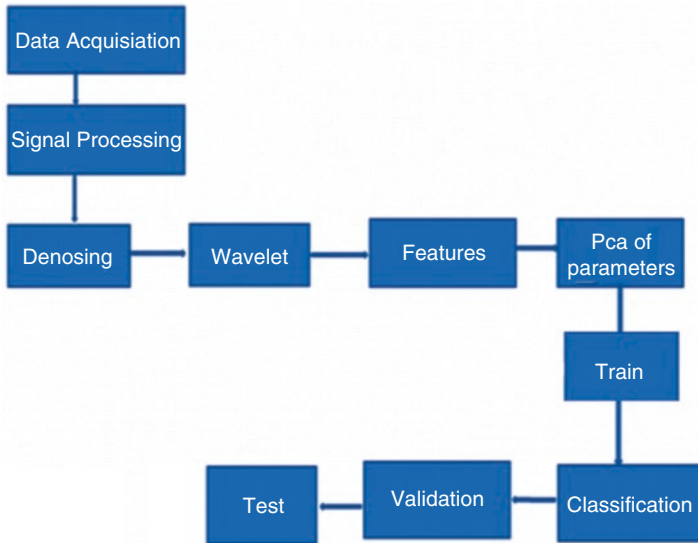 Data Acquisiation
Signal Processing
Denosing
Wavelet
Features
Pca of
parameters
Train
Classification
Validation
Test